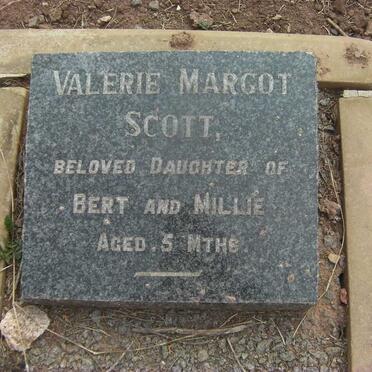 VALERIE MARGOT
SCOTT,
BELOVED DAUGHTER OF
BERT AND MILLIE
AGED 5 MTHS.